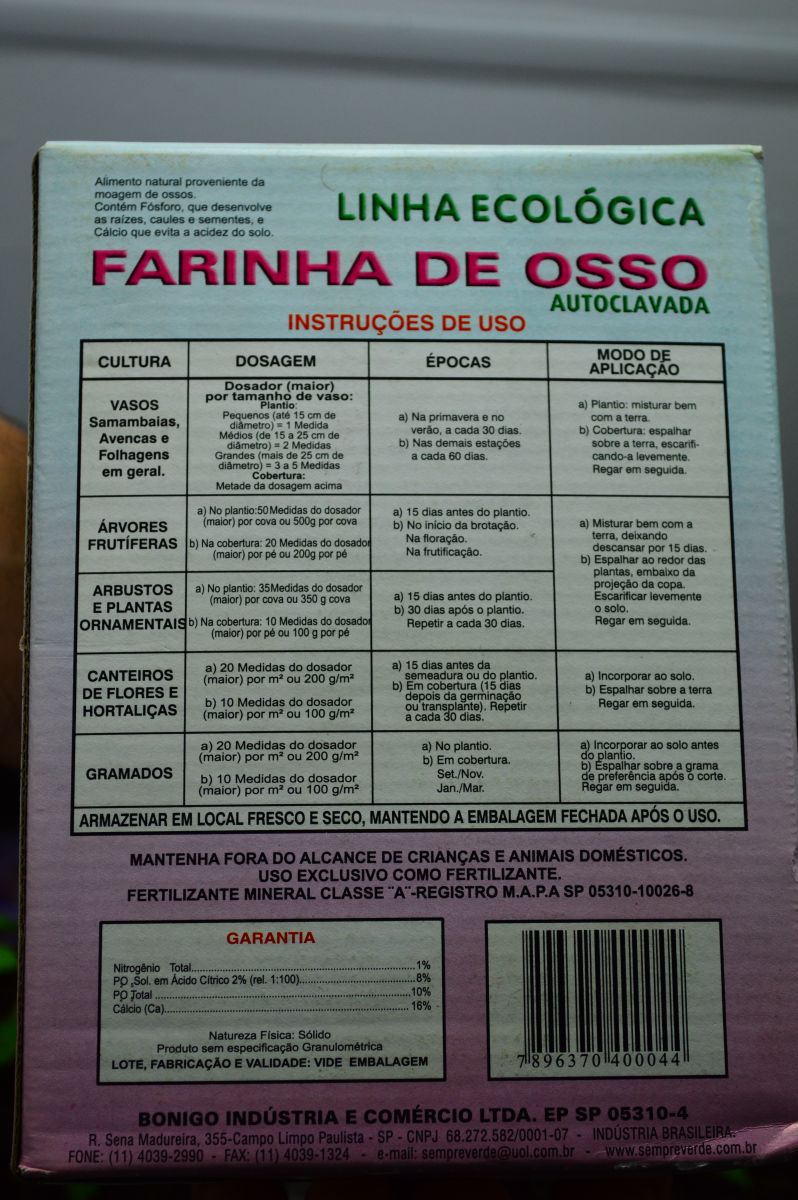 Alimento natural proveniente da
moagem de ossos.
Contém Fósforo, que desenvolve
as raízes, caules e sementes, e
Cálcio que evita a acidez do solo.
LINHA ECOLÓGICA
FARINHA DE OSSO
AUTOCLAVADA
INSTRUÇÕES DE USO
CULTURA
DOSAGEM
ÉPOCAS
MODO DE
APLICAÇÃO
VASOS
Samambaias,
Avencas e
Folhagens
em geral.
Dosador (maior)
por tamanho de vaso:
Plantio:
Pequenos (até 15 cm de
diâmetro) = 1 Medida
Médios (de 15 a 25 cm de
diâmetro) = 2 Medidas
Grandes (mais de 25 cm de
diâmetro) = 3 a 5 Medidas
Cobertura:
Metade da dosagem acima
a) Na primavera e no
verão, a cada 30 dias.
b) Nas demais estações
a cada 60 dias.
a) Plantio: misturar bem
com a terra.
b) Cobertura: espalhar
sobre a terra, escarifi-
cando-a levemente.
Regar em seguida.
ÁRVORES
FRUTÍFERAS
a) No plantio:50 Medidas do dosador
(maior) por cova ou 500g por cova
b) Na cobertura: 20 Medidas do dosador
(maior) por pé ou 200g por pé
a) 15 dias antes do plantio.
b) No início da brotação.
Na floração.
Na frutificação.
a) Misturar bem com a
terra, deixando
descansar por 15 dias.
b) Espalhar ao redor das
plantas, embaixo da
projeção da copa.
Escarificar levemente
o solo.
Regar em seguida.
ARBUSTOS
E PLANTAS
ORNAMENTAIS
a) No plantio: 35Medidas do dosador
(maior) por cova ou 350 g cova
b) Na cobertura: 10 Medidas do dosador
(maior) por pé ou 100 g por pé
a) 15 dias antes do plantio.
b) 30 dias após o plantio.
Repetir a cada 30 dias.
CANTEIROS
DE FLORES E
HORTALIÇAS
a) 20 Medidas do dosador
(maior) por m² ou 200 g/m²
b) 10 Medidas do dosador
(maior) por m² ou 100 g/m²
a) 15 dias antes da
semeadura ou do plantio.
b) Em cobertura (15 dias
depois da germinação
ou transplante). Repetir
a cada 30 dias.
a) Incorporar ao solo.
b) Espalhar sobre a terra
Regar em seguida.
GRAMADOS
a) 20 Medidas do dosador
(maior) por m² ou 200 g/m²
b) 10 Medidas do dosador
(maior) por m² ou 100 g/m²
a) No plantio.
b) Em cobertura.
Set./Nov.
Jan./Mar.
a) Incorporar ao solo antes
do plantio.
b) Espalhar sobre a grama
de preferência após o corte.
Regar em seguida.
ARMAZENAR EM LOCAL FRESCO E SECO, MANTENDO A EMBALAGEM FECHADA APÓS O USO.
MANTENHA FORA DO ALCANCE DE CRIANÇAS E ANIMAIS DOMÉSTICOS.
USO EXCLUSIVO COMO FERTILIZANTE.
FERTILIZANTE MINERAL CLASSE ¨A¨-REGISTRO M.A.P.A SP 05310-10026-8
GARANTIA
Nitrogênio Total..........1%
PO Sol. em Ácido Cítrico 2% (rel. 1:100)..........8%
PO Total..........10%
Cálcio (Ca)..........16%
Natureza Física: Sólido
Produto sem especificação Granulométrica
LOTE, FABRICAÇÃO E VALIDADE: VIDE EMBALAGEM
7 896370 400044
BONIGO INDÚSTRIA E COMÉRCIO LTDA. EP SP 05310-4
R. Sena Madureira, 355-Campo Limpo Paulista - SP - CNPJ 68.272.582/0001-07 - INDÚSTRIA BRASILEIRA.
FONE: (11) 4039-2990 - FAX: (11) 4039-1324 - e-mail: sempreverde@uol.com.br - www.sempreverde.com.br